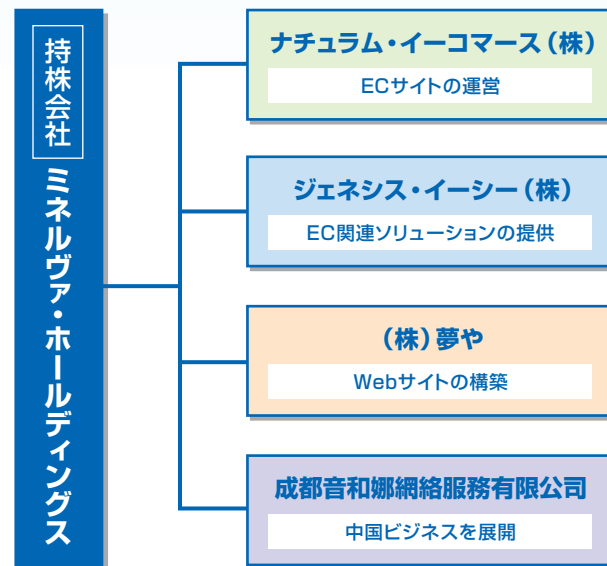 持株会社
ミネルヴァ・ホールディングス
ナチュラム・イーコマース(株)
ECサイトの運営
ジェネシス・イーシー(株)
EC関連ソリューションの提供
(株)夢や
Webサイトの構築
成都音和娜網絡服務有限公司
中国ビジネスを展開